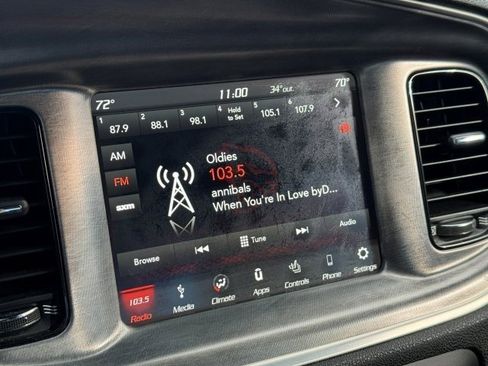 72° 11:00 34°out. 70°
1 87.9 2 88.1 3 98.1 4 Hold to Set 5 105.1 6 107.9
AM
FM
sxm
Oldies
103.5
annibals
When You're In Love byD...
Browse Tune Audio
103.5
Radio Media Climate Apps Controls Phone Settings